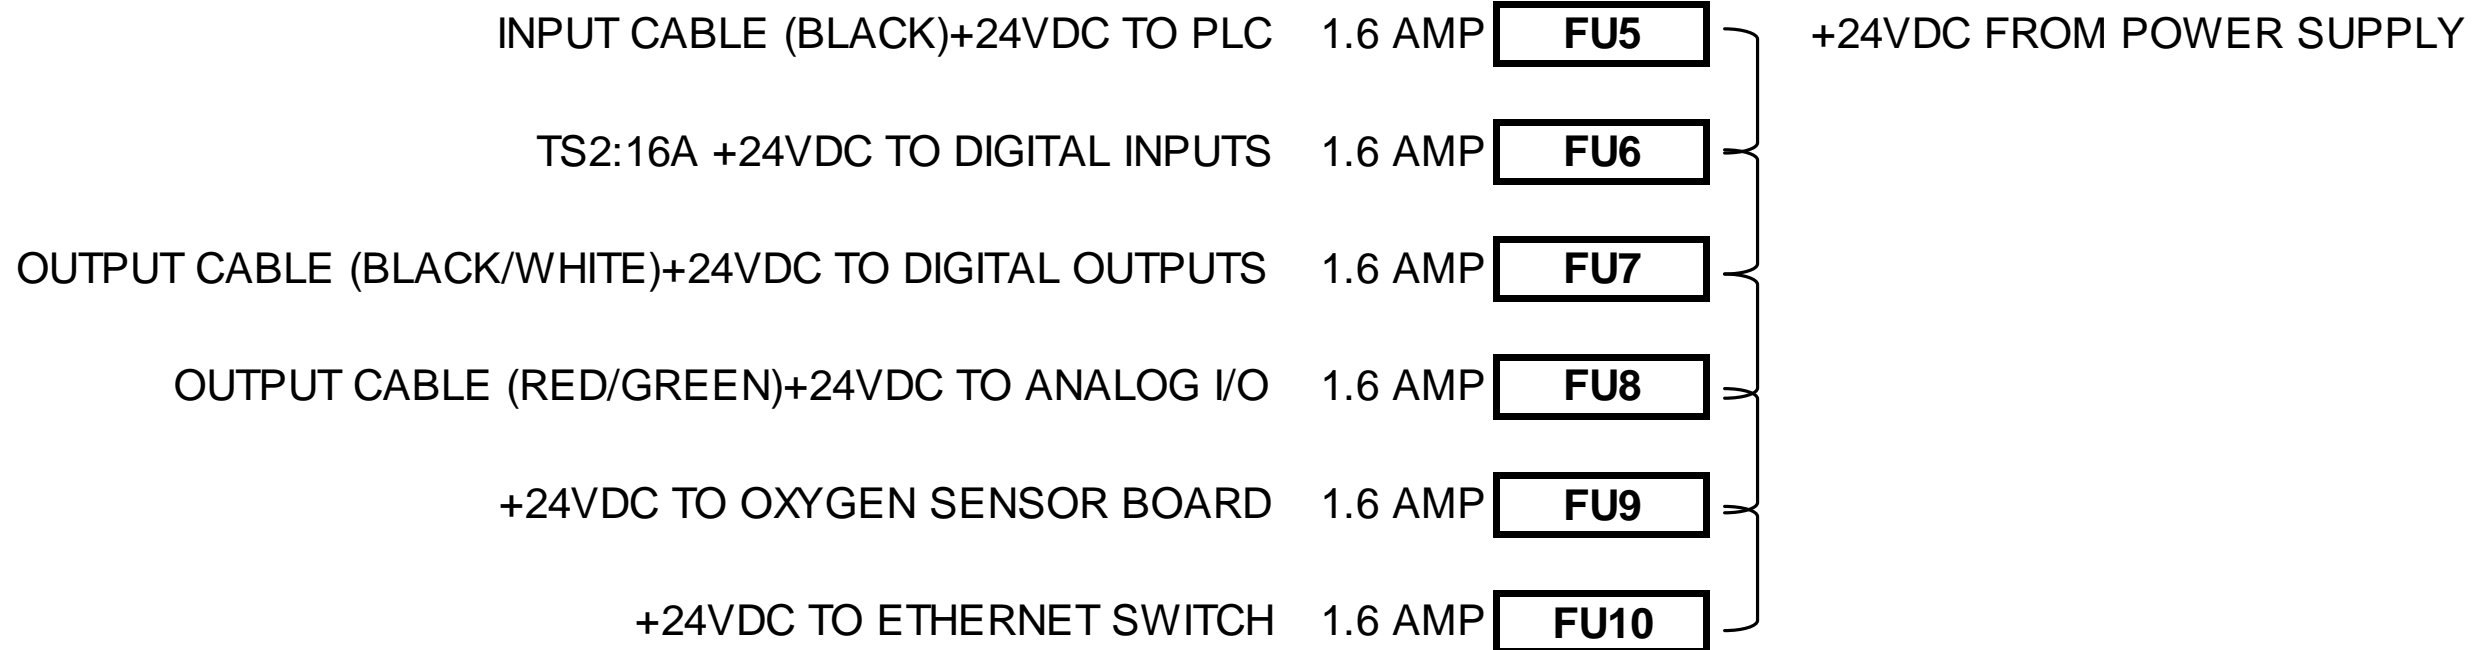 INPUT CABLE (BLACK)+24VDC TO PLC 1.6 AMP FU5 +24VDC FROM POWER SUPPLY
TS2:16A +24VDC TO DIGITAL INPUTS 1.6 AMP FU6
OUTPUT CABLE (BLACK/WHITE)+24VDC TO DIGITAL OUTPUTS 1.6 AMP FU7
OUTPUT CABLE (RED/GREEN)+24VDC TO ANALOG I/O 1.6 AMP FU8
+24VDC TO OXYGEN SENSOR BOARD 1.6 AMP FU9
+24VDC TO ETHERNET SWITCH 1.6 AMP FU10